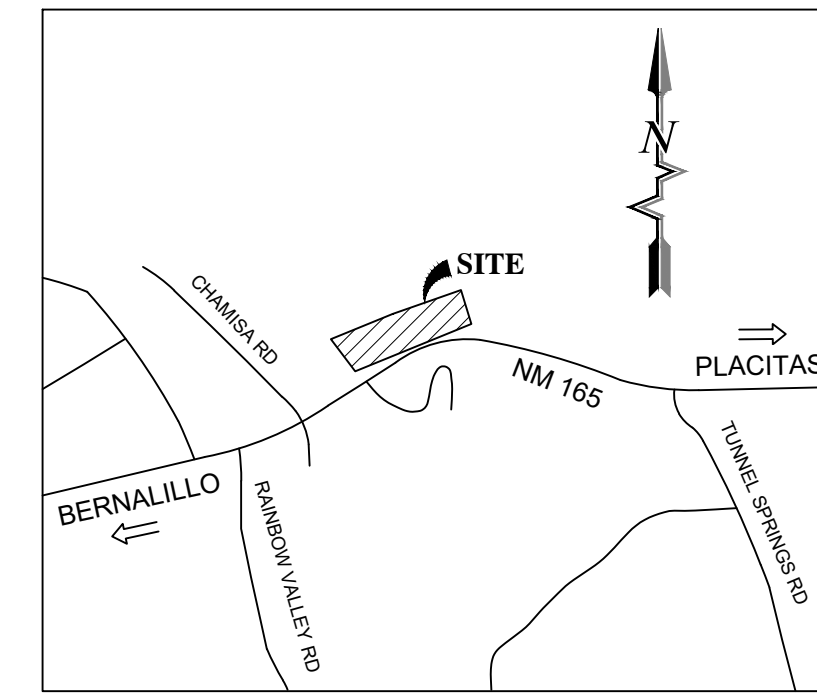 N
SITE
CHAMISA RD
PLACITAS
NM 165
BERNALILLO
RAINBOW VALLEY RD
TUNNEL SPRINGS RD